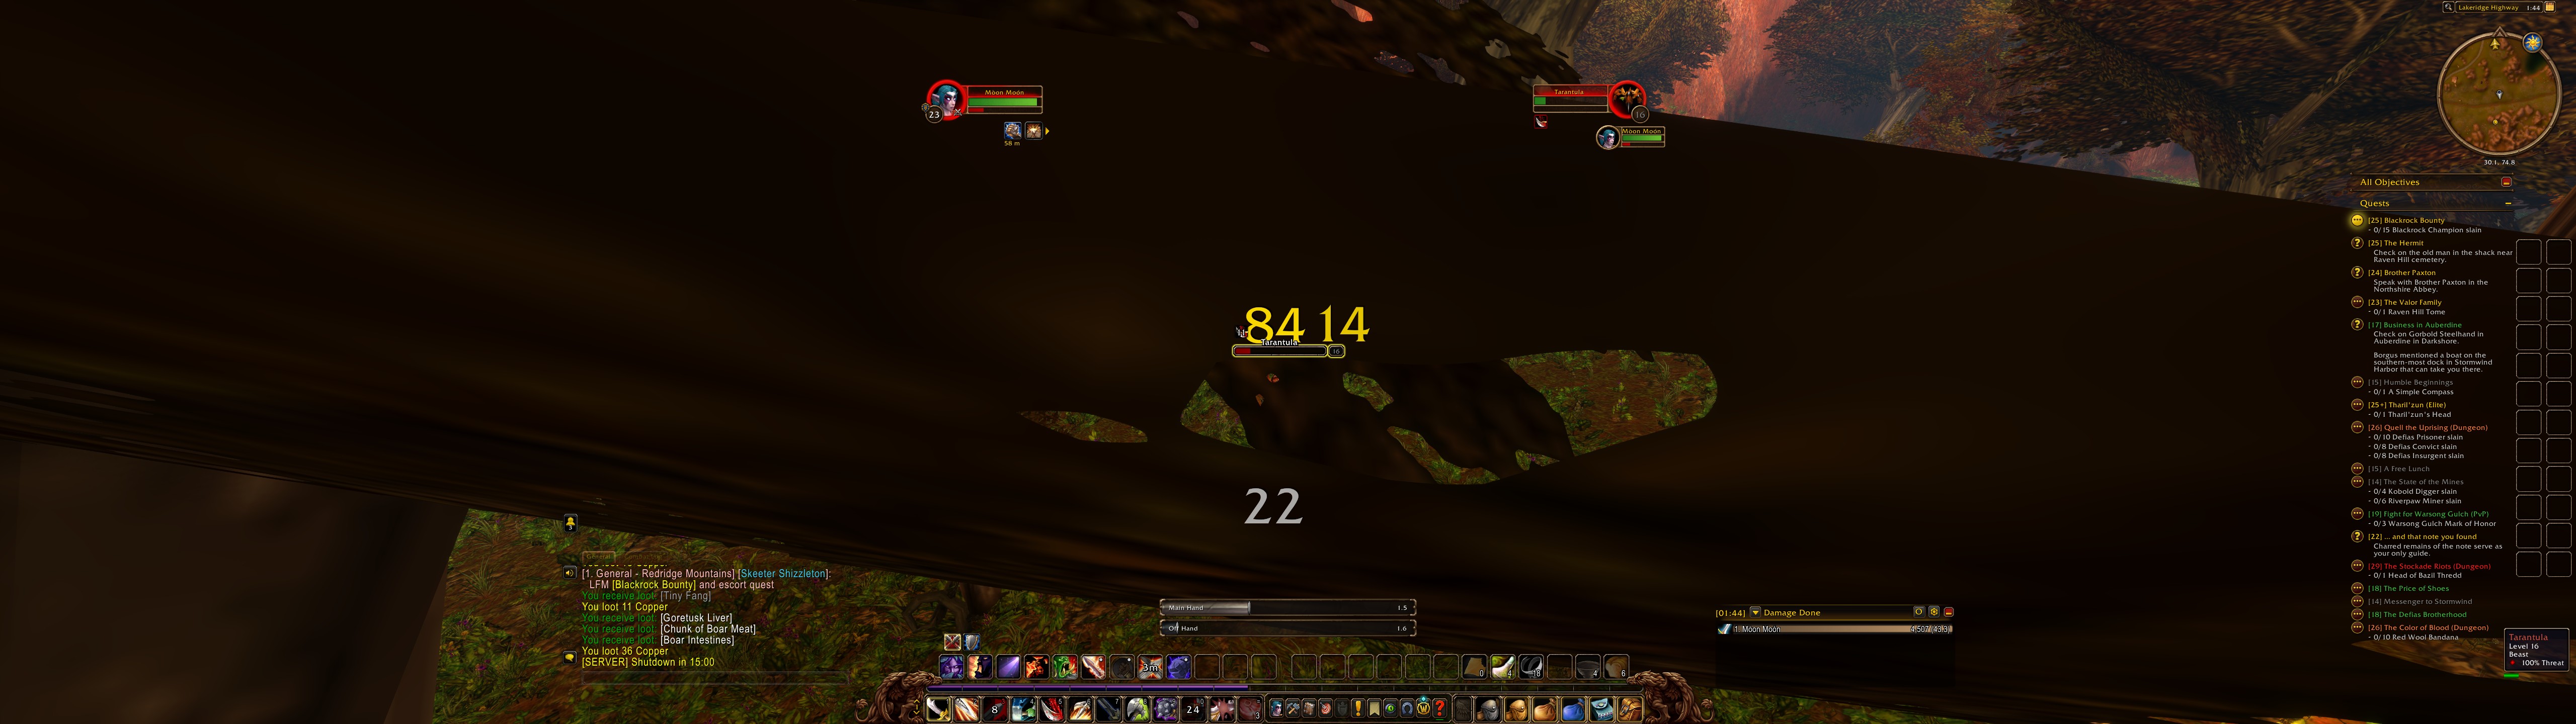 Lakeridge Highway 1:44
Mòon Moón
23
58 m
Tarantula
16
Mòon Moón
30.1, 74.8
All Objectives
Quests
[25] Blackrock Bounty
- 0/15 Blackrock Champion slain
[25] The Hermit
Check on the old man in the shack near
Raven Hill cemetery.
[24] Brother Paxton
Speak with Brother Paxton in the
Northshire Abbey.
[23] The Valor Family
- 0/1 Raven Hill Tome
[17] Business in Auberdine
Check on Gorbold Steelhand in
Auberdine in Darkshore.
Borgus mentioned a boat on the
southern-most dock in Stormwind
Harbor that can take you there.
[15] Humble Beginnings
- 0/1 A Simple Compass
[25+] Tharil'zun (Elite)
- 0/1 Tharil'zun's Head
[26] Quell the Uprising (Dungeon)
- 0/10 Defias Prisoner slain
- 0/8 Defias Convict slain
- 0/8 Defias Insurgent slain
[15] A Free Lunch
[14] The State of the Mines
- 0/4 Kobold Digger slain
- 0/6 Riverpaw Miner slain
[19] Fight for Warsong Gulch (PvP)
- 0/3 Warsong Gulch Mark of Honor
[22] ... and that note you found
Charred remains of the note serve as
your only guide.
[29] The Stockade Riots (Dungeon)
- 0/1 Head of Bazil Thredd
[18] The Price of Shoes
[14] Messenger to Stormwind
[18] The Defias Brotherhood
[26] The Color of Blood (Dungeon)
- 0/10 Red Wool Bandana
84 14
Tarantula
16
22
[1. General - Redridge Mountains] [Skeeter Shizzleton]:
LFM [Blackrock Bounty] and escort quest
You receive loot: [Tiny Fang]
You loot 11 Copper
You receive loot: [Goretusk Liver]
You receive loot: [Chunk of Boar Meat]
You receive loot: [Boar Intestines]
You loot 36 Copper
[SERVER] Shutdown in 15:00
Main Hand 1.5
Off Hand 1.6
[01:44] Damage Done
1. Mòon Moón
Tarantula
Level 16
Beast
100% Threat
3m
0 4 18 4 6
8 24 3